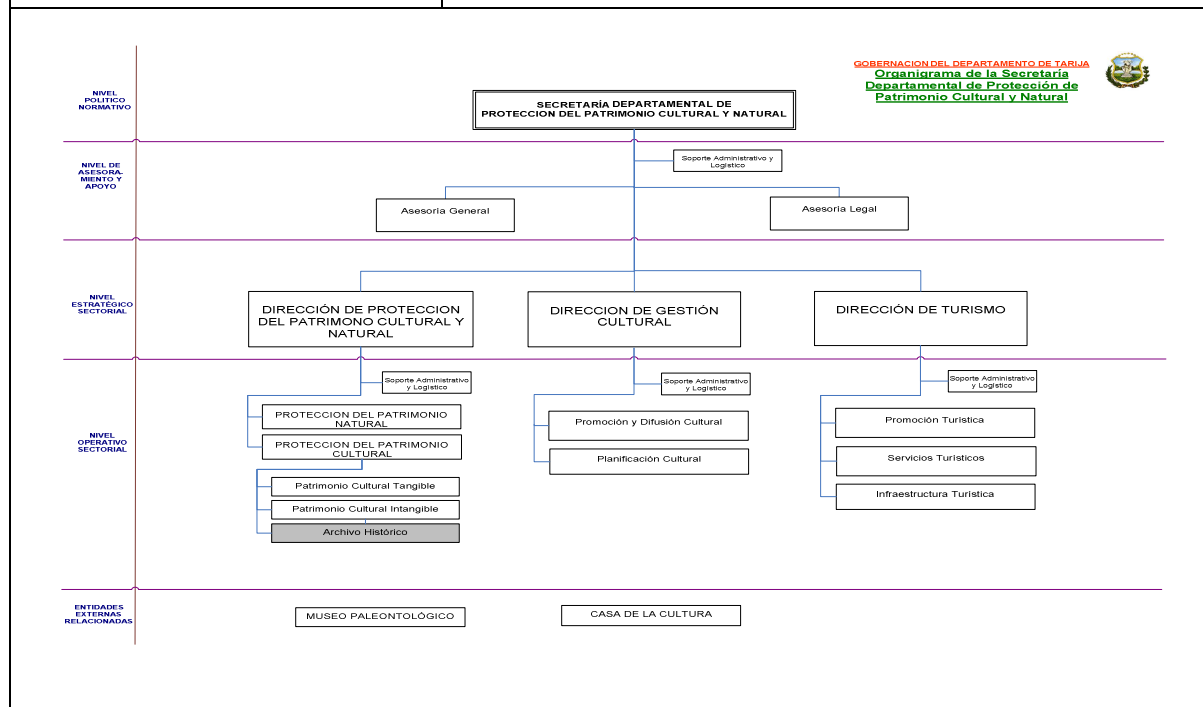 GOBERNACION DEL DEPARTAMENTO DE TARIJA
Organigrama de la Secretaría
Departamental de Protección de
Patrimonio Cultural y Natural
NIVEL
POLITICO
NORMATIVO
SECRETARÍA DEPARTAMENTAL DE
PROTECCION DEL PATRIMONIO CULTURAL Y NATURAL
NIVEL DE
ASESORA-
MIENTO Y
APOYO
Soporte Administrativo y
Logístico
Asesoría General
Asesoría Legal
NIVEL
ESTRATÉGICO
SECTORIAL
DIRECCIÓN DE PROTECCION
DEL PATRIMONO CULTURAL Y
NATURAL
DIRECCION DE GESTIÓN
CULTURAL
DIRECCIÓN DE TURISMO
NIVEL
OPERATIVO
SECTORIAL
Soporte Administrativo
y Logístico
PROTECCION DEL PATRIMONIO
NATURAL
PROTECCION DEL PATRIMONIO
CULTURAL
Patrimonio Cultural Tangible
Patrimonio Cultural Intangible
Archivo Histórico
Soporte Administrativo
y Logístico
Promoción y Difusión Cultural
Planificación Cultural
Soporte Administrativo
y Logístico
Promoción Turística
Servicios Turísticos
Infraestructura Turística
ENTIDADES
EXTERNAS
RELACIONADAS
MUSEO PALEONTOLÓGICO
CASA DE LA CULTURA